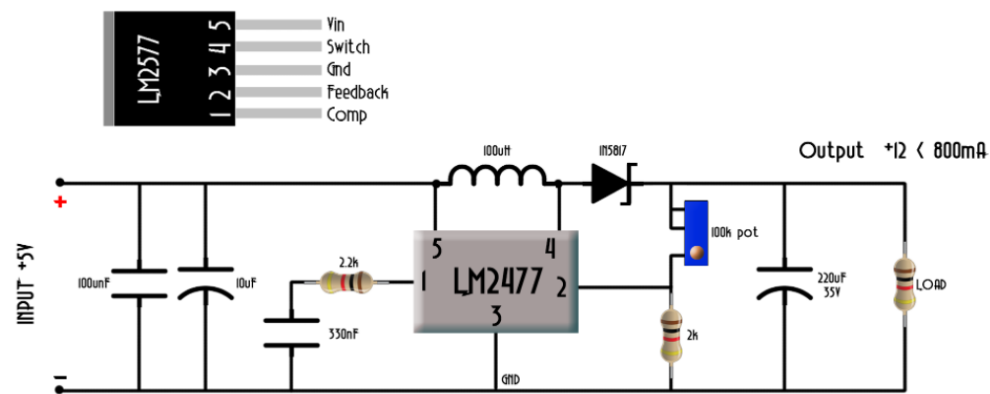 LM2577
5
4
3
2
1
Vin
Switch
Gnd
Feedback
Comp
Output +12 < 800mA
100uH
1N5817
+
INPUT +5V
-
100unF
10uF
2.2k
330nF
5
4
1
LM2477
2
3
GND
100k pot
2k
220uF
35V
LOAD